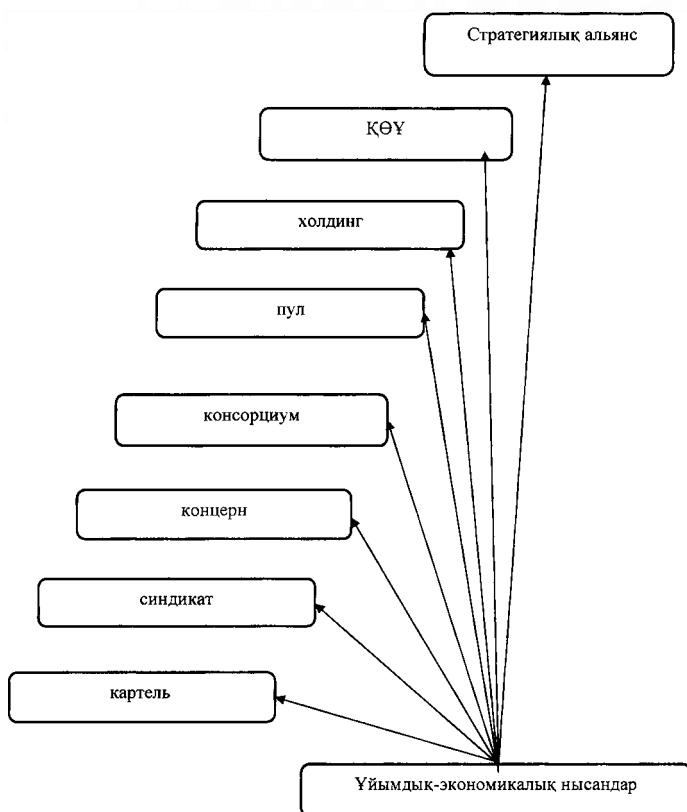 Стратегиялық альянс
ҚӨҰ
холдинг
пул
консорциум
концерн
синдикат
картель
Ұйымдық-экономикалық нысандар